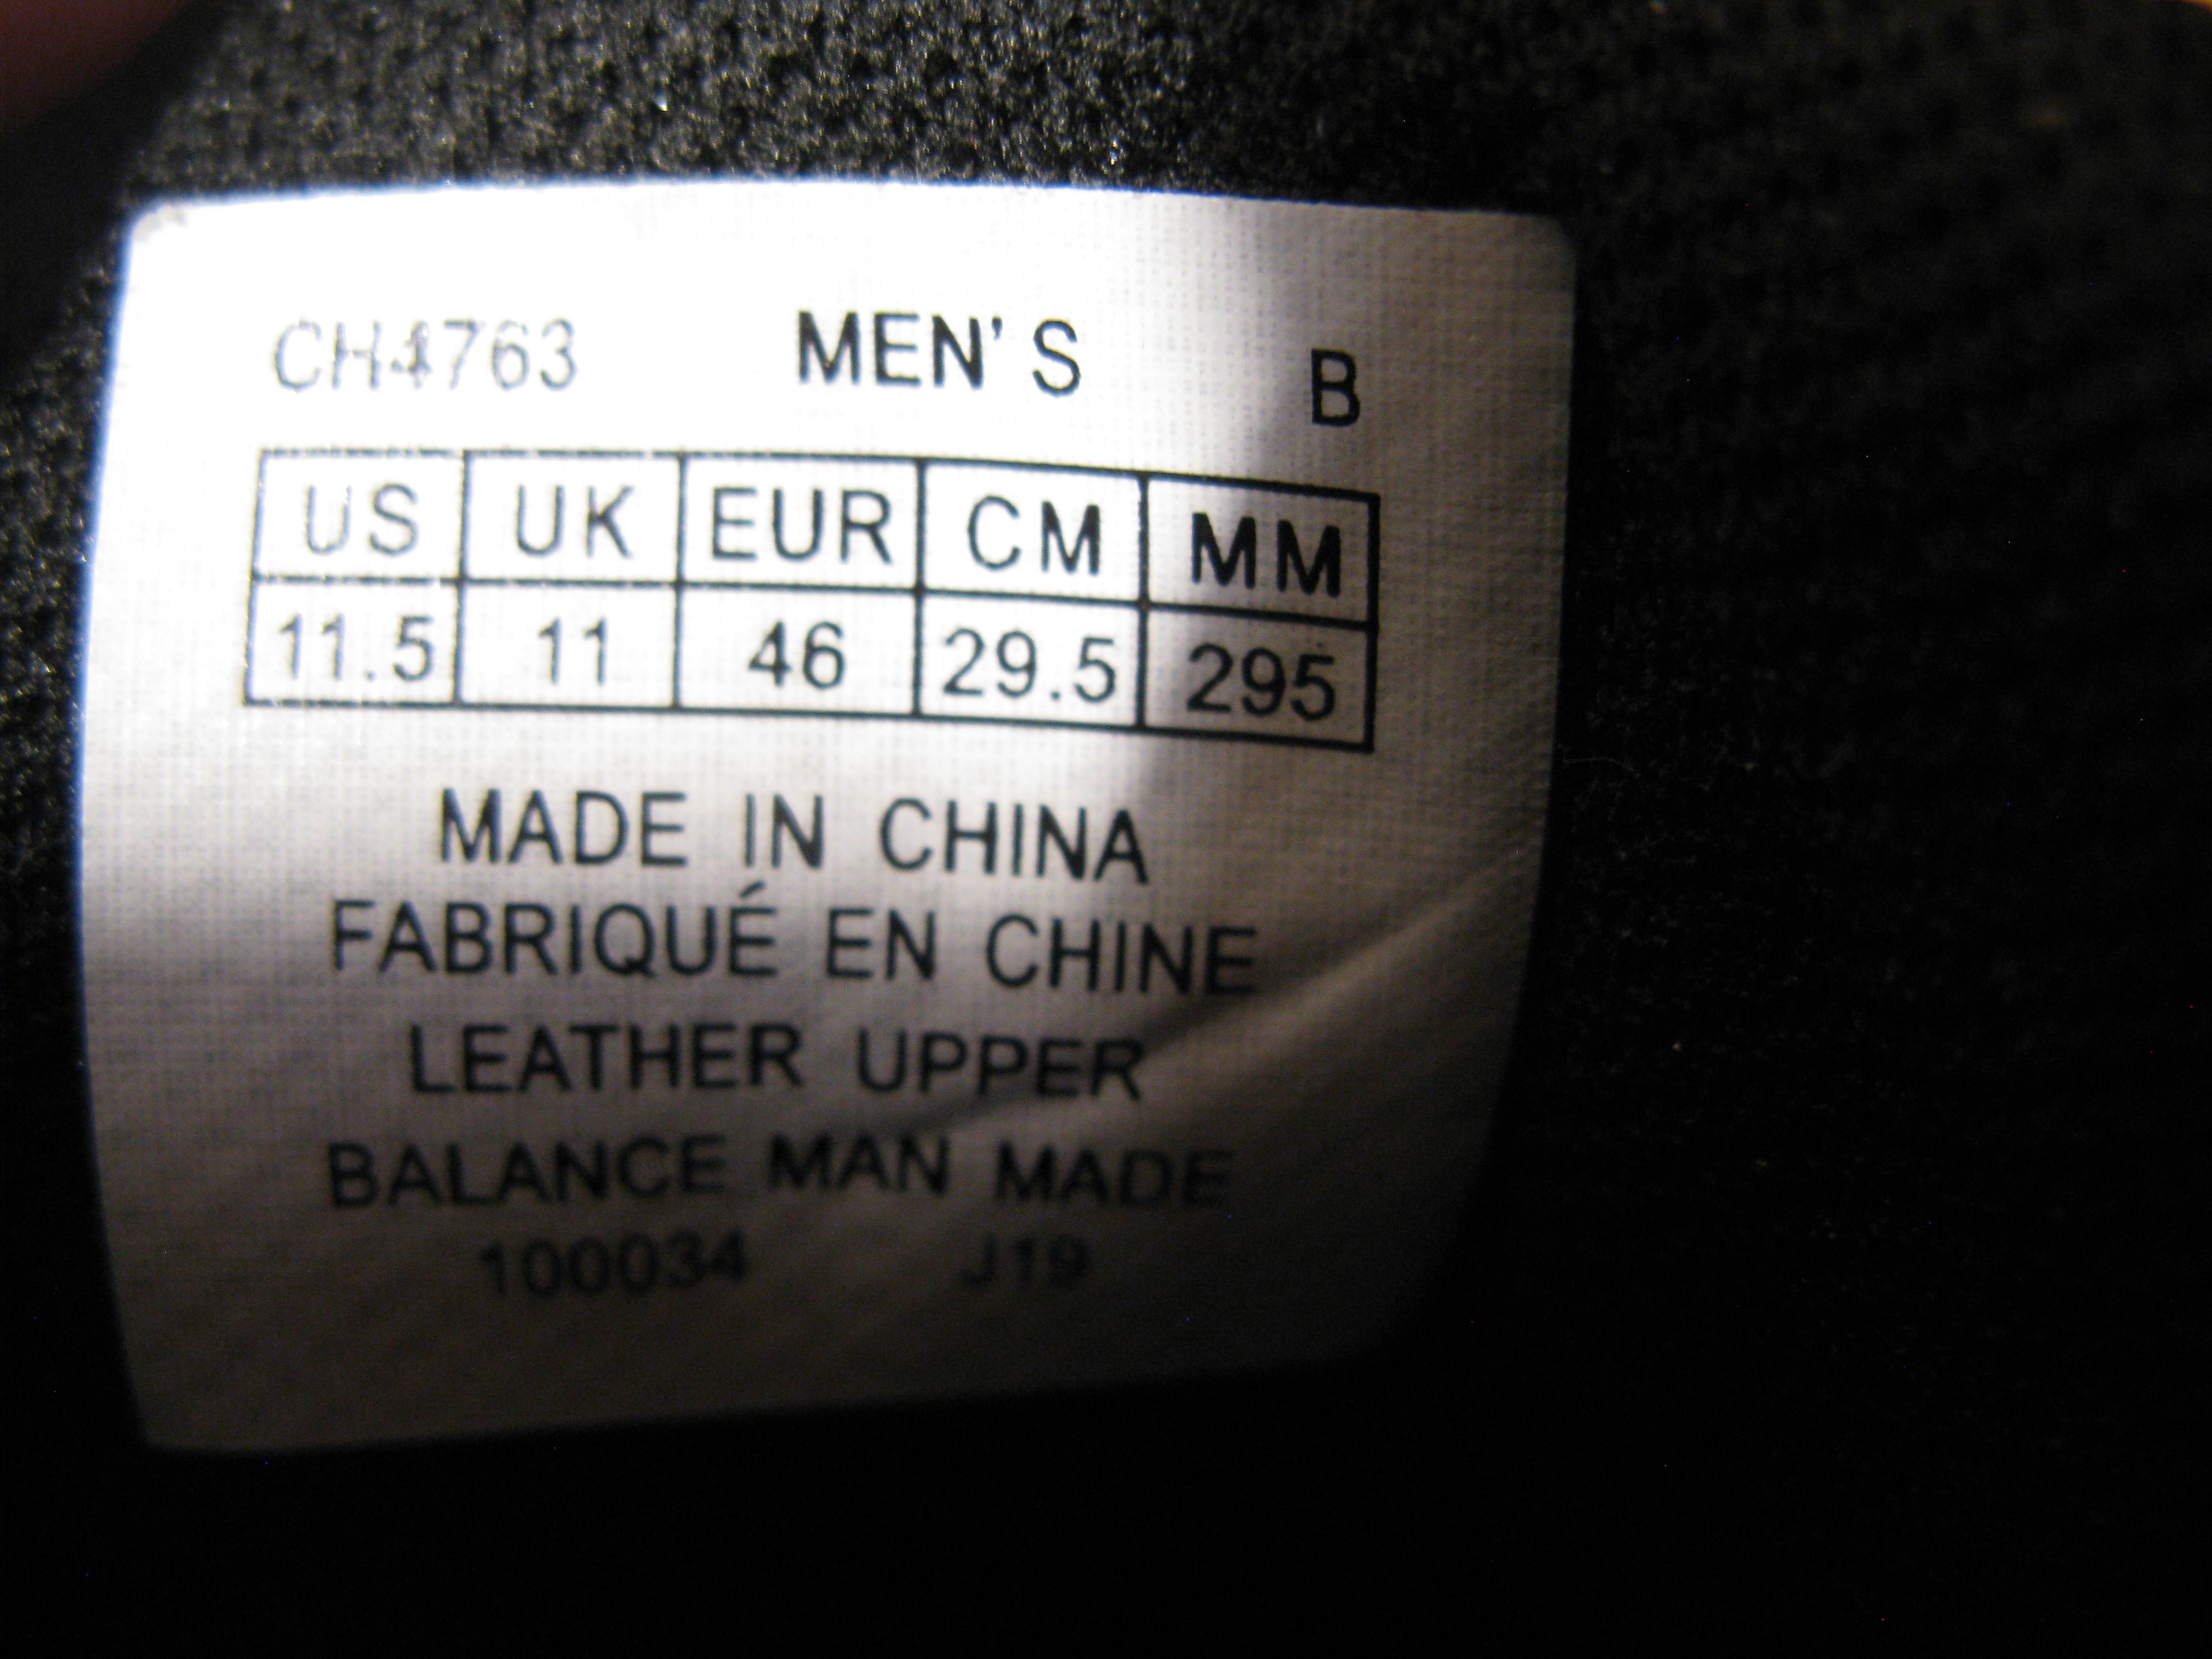 CH4763 MEN'S B
US UK EUR CM MM
11.5 11 46 29.5 295
MADE IN CHINA
FABRIQUÉ EN CHINE
LEATHER UPPER
BALANCE MAN MADE
100034 J19